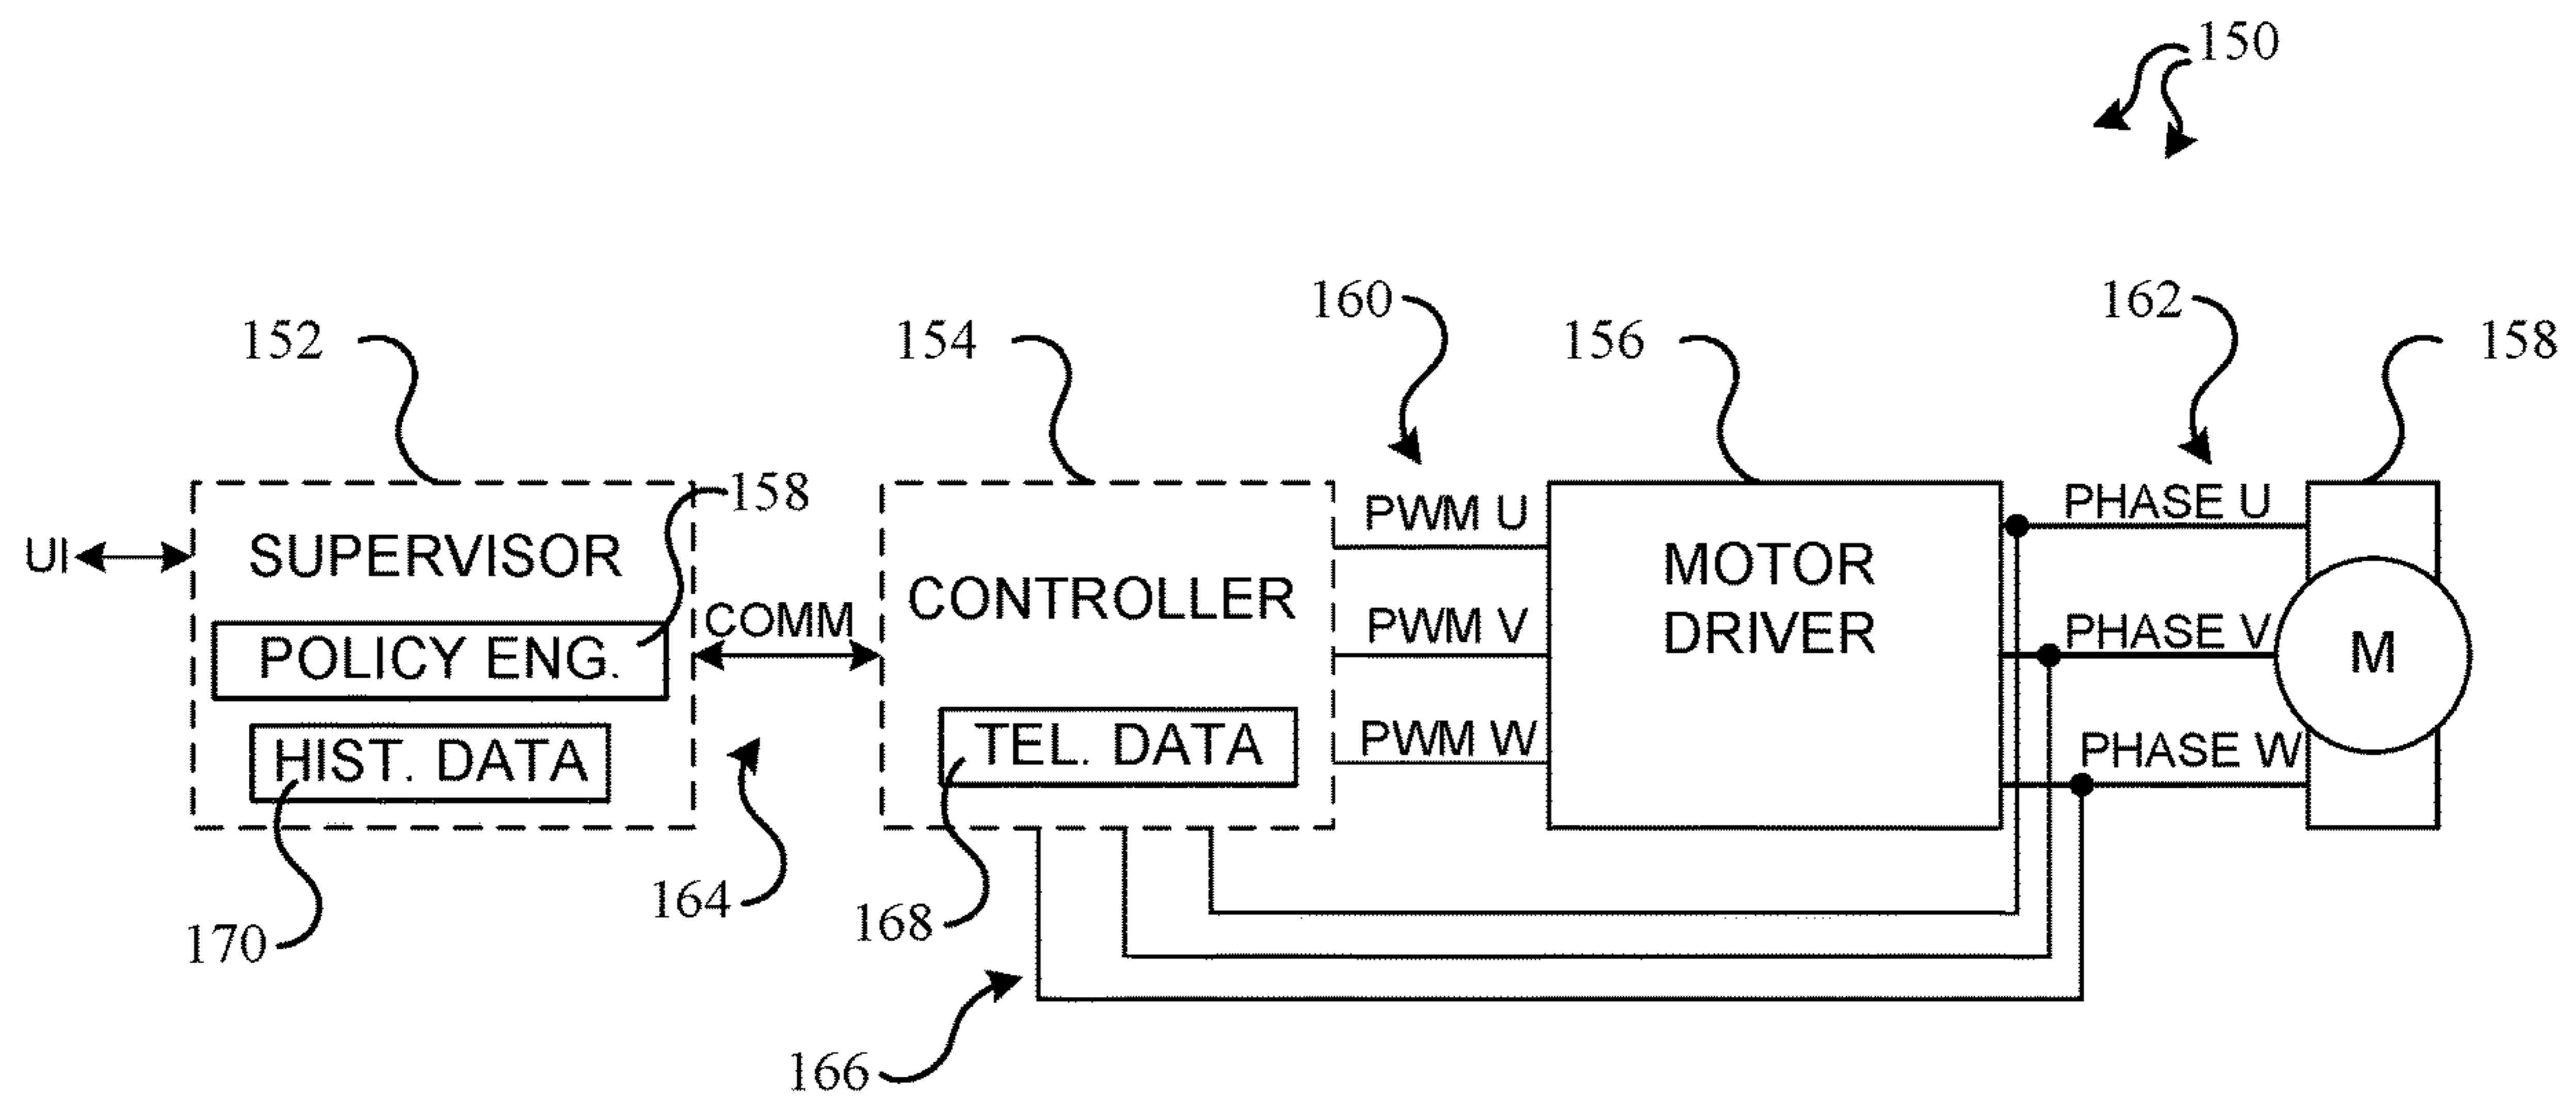 150
160
162
152
154
156
158
158
PWM U
PHASE U
UI
SUPERVISOR
MOTOR
DRIVER
CONTROLLER
COMM
PWM V
PHASE V
M
POLICY ENG.
HIST. DATA
TEL. DATA
PWM W
PHASE W
164
168
170
166